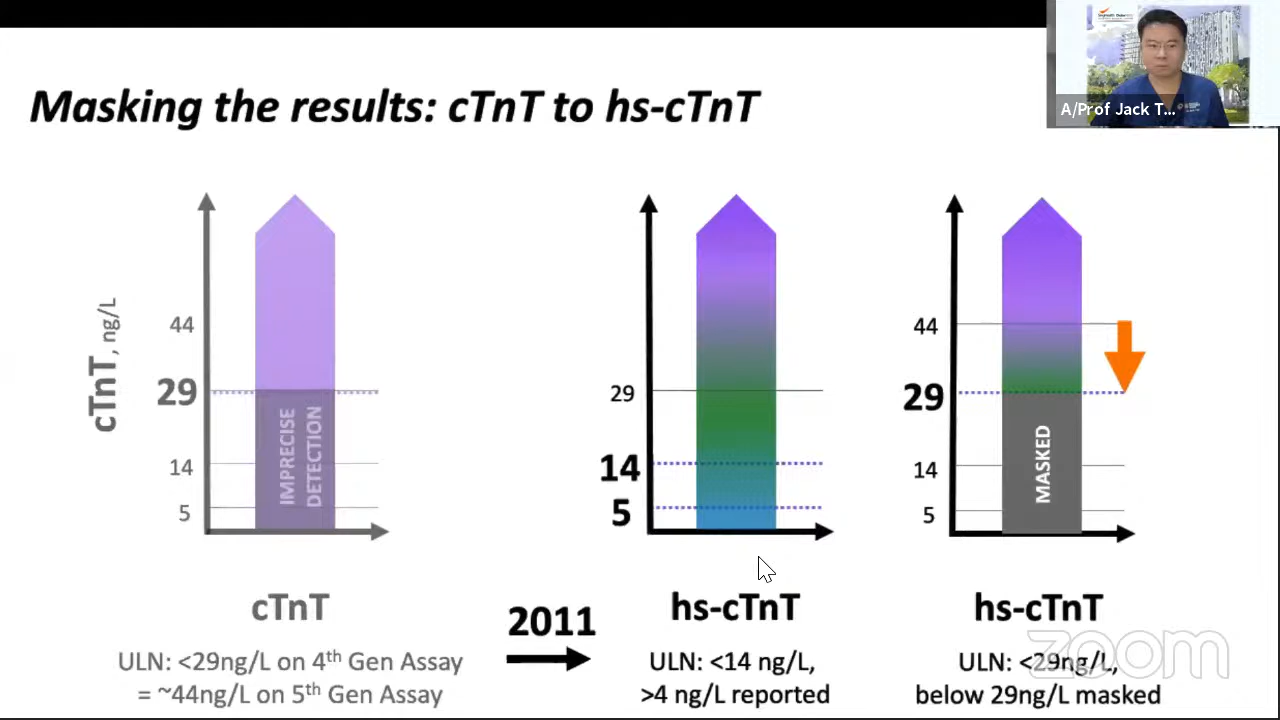 A/Prof Jack T...
Masking the results: cTnT to hs-cTnT
cTnT, ng/L
44
29
14
5
IMPRECISE
DETECTION
cTnT
ULN: <29ng/L on 4th Gen Assay
= ~44ng/L on 5th Gen Assay
2011
29
14
5
hs-cTnT
ULN: <14 ng/L,
>4 ng/L reported
44
29
14
5
MASKED
hs-cTnT
ULN: <29ng/L,
below 29ng/L masked
zoom